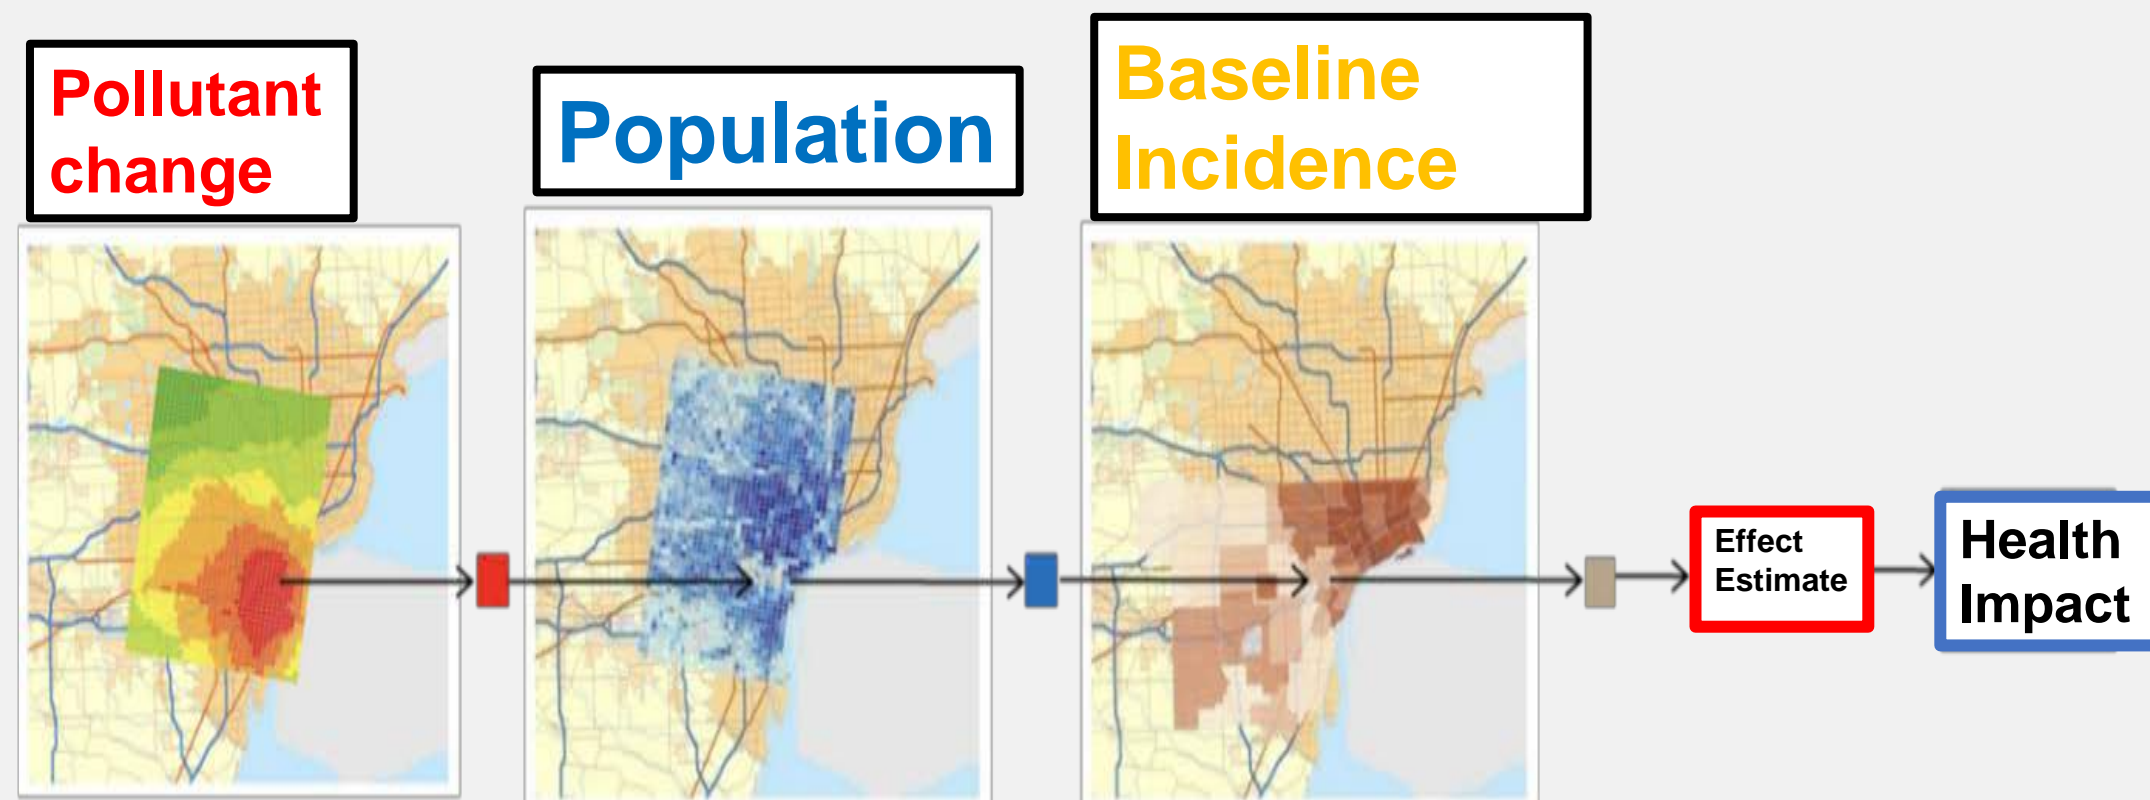 Pollutant
change
Population
Baseline
Incidence
Effect
Estimate
Health
Impact